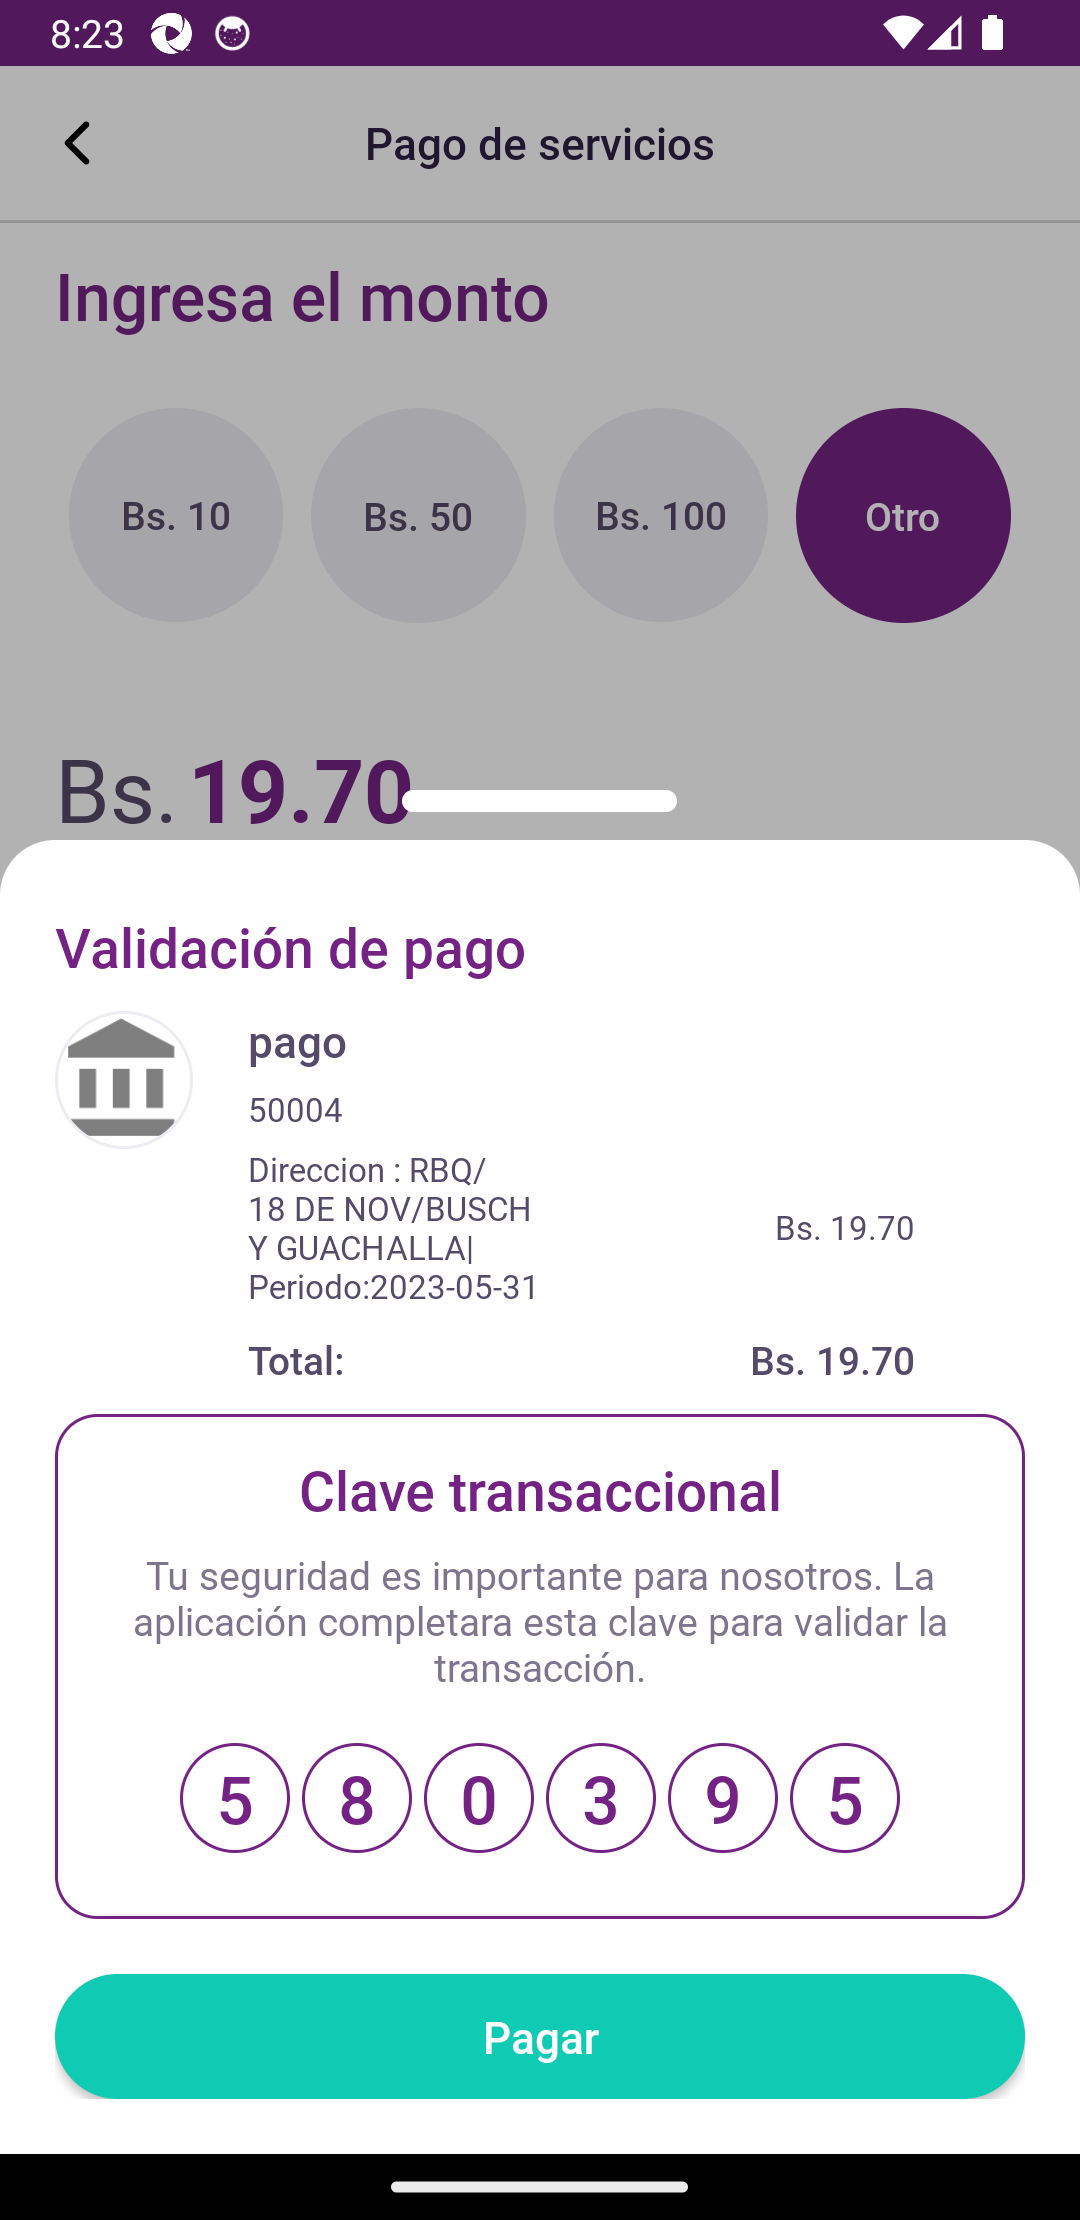 8:23
Pago de servicios
Ingresa el monto
Bs. 10
Bs. 50
Bs. 100
Otro
Bs. 19.70
Validación de pago
pago
50004
Direccion : RBQ/
18 DE NOV/BUSCH
Y GUACHALLA|
Periodo:2023-05-31
Bs. 19.70
Total:
Bs. 19.70
Clave transaccional
Tu seguridad es importante para nosotros. La
aplicación completara esta clave para validar la
transacción.
5 8 0 3 9 5
Pagar